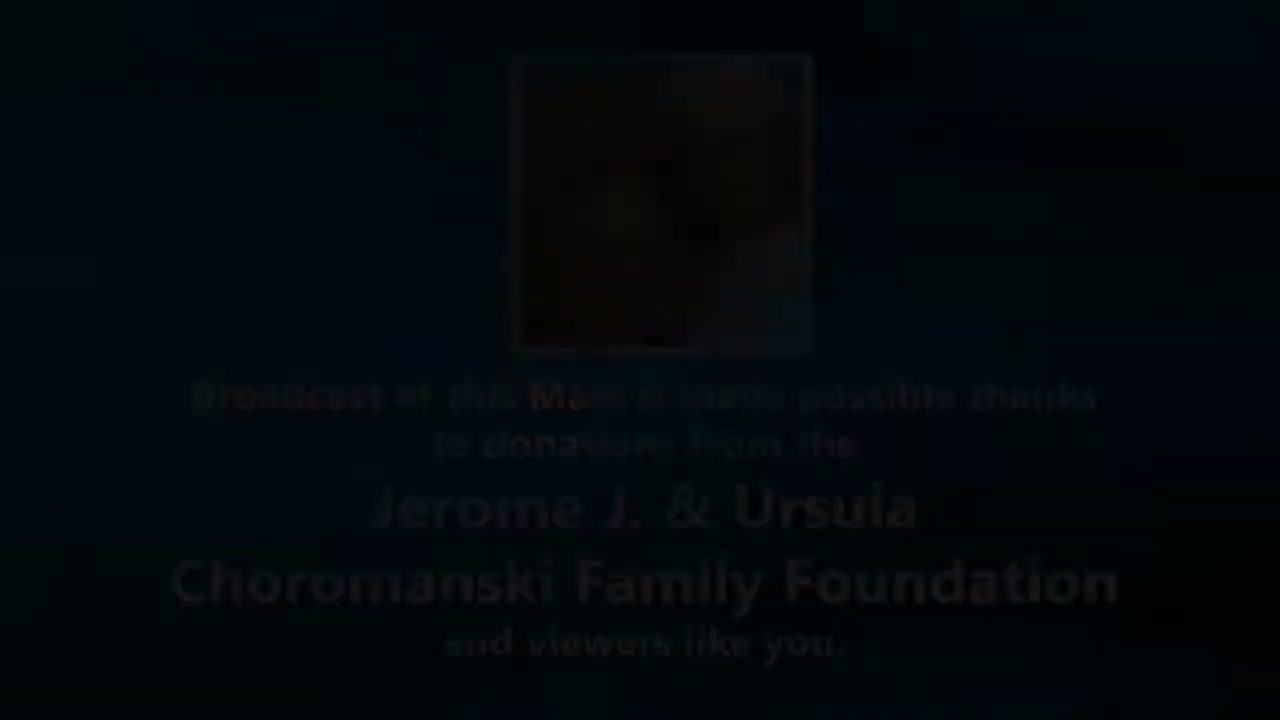 Broadcast of this Mass is made possible thanks
to donations from the
Jerome J. & Ursula
Choromanski Family Foundation
and viewers like you.